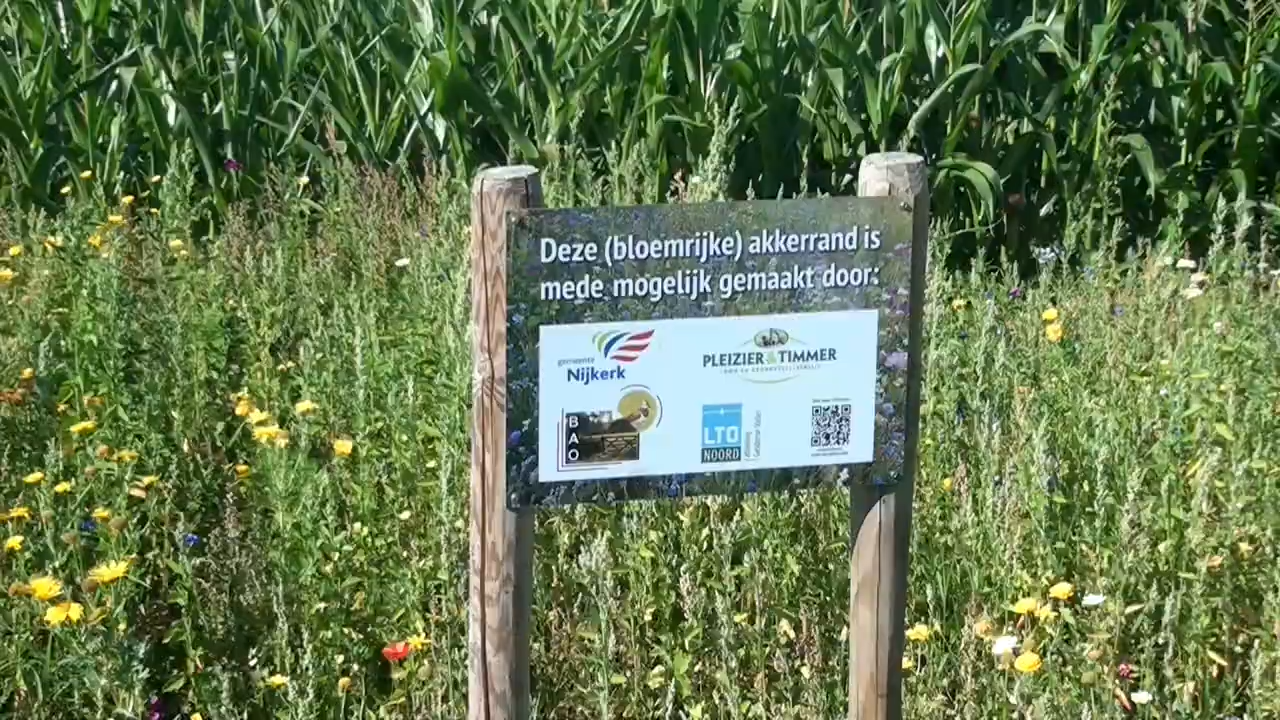 Deze (bloemrijke) akkerrand is
mede mogelijk gemaakt door:
gemeente
Nijkerk
PLEIZIER & TIMMER
BAO
LTO
NOORD